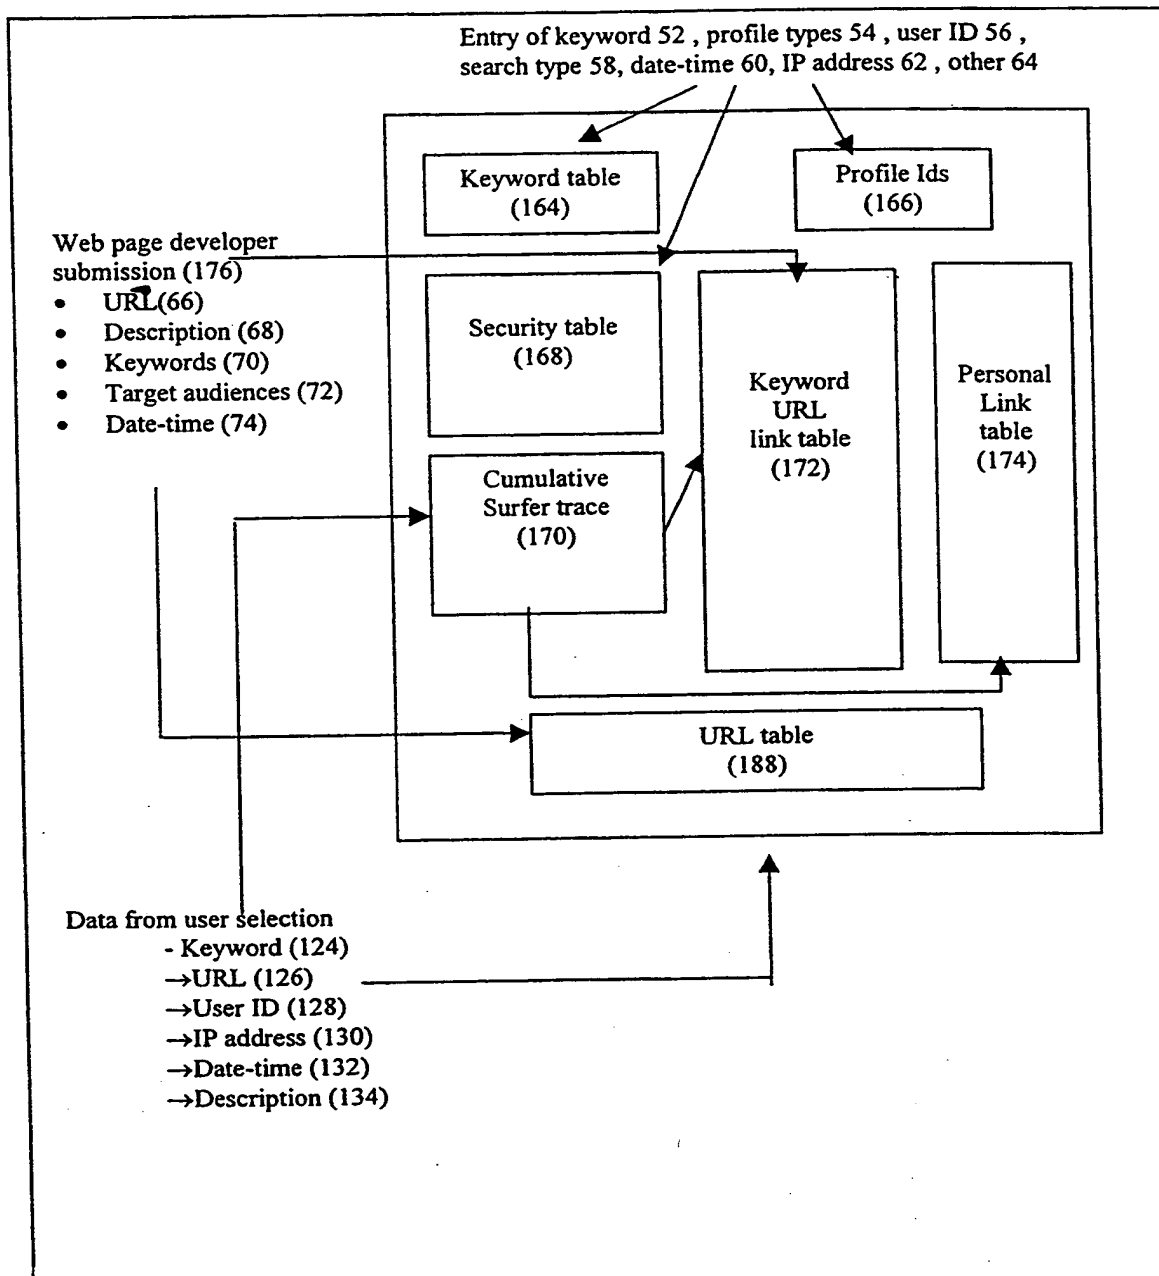 Entry of keyword 52 , profile types 54 , user ID 56 ,
search type 58, date-time 60, IP address 62 , other 64
Keyword table
(164)
Profile Ids
(166)
Web page developer
submission (176)
• URL(66)
• Description (68)
• Keywords (70)
• Target audiences (72)
• Date-time (74)
Security table
(168)
Keyword
URL
link table
(172)
Personal
Link
table
(174)
Cumulative
Surfer trace
(170)
URL table
(188)
Data from user selection
- Keyword (124)
→URL (126)
→User ID (128)
→IP address (130)
→Date-time (132)
→Description (134)